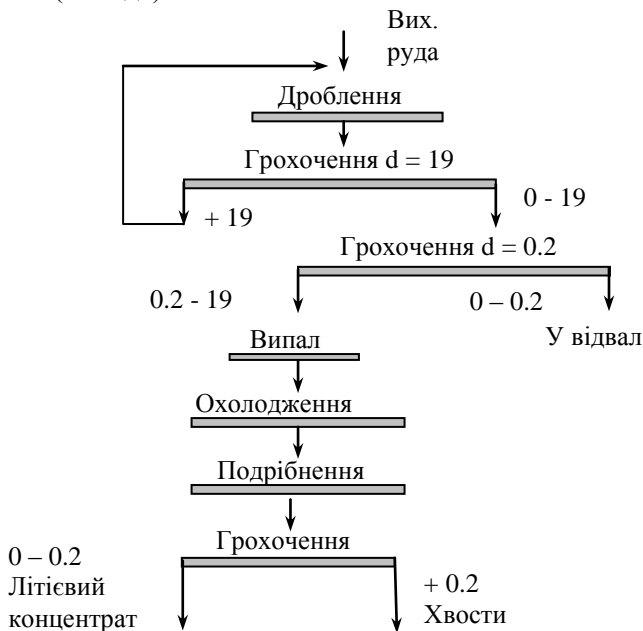 Вих.
руда
Дроблення
Грохочення d = 19
+ 19
0 - 19
Грохочення d = 0.2
0.2 - 19
0 – 0.2
У відвал
Випал
Охолодження
Подрібнення
Грохочення
0 – 0.2
Літієвий
концентрат
+ 0.2
Хвости